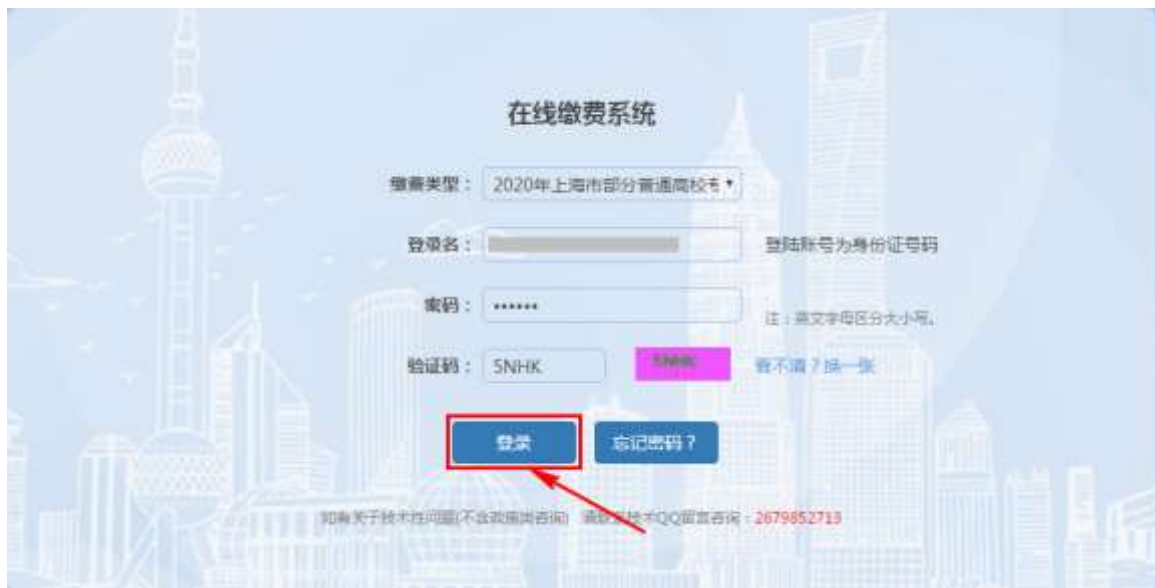 在线缴费系统
缴费类型： 2020年上海市部分普通高校专
登录名： 登陆账号为身份证号码
密码： •••••• 注：英文字母区分大小写。
验证码： 5NHK 5NHK 看不清？换一张
登录 忘记密码？
如有关于技术性问题(不含政策类咨询) 请联系技术QQ留言咨询：2679852713